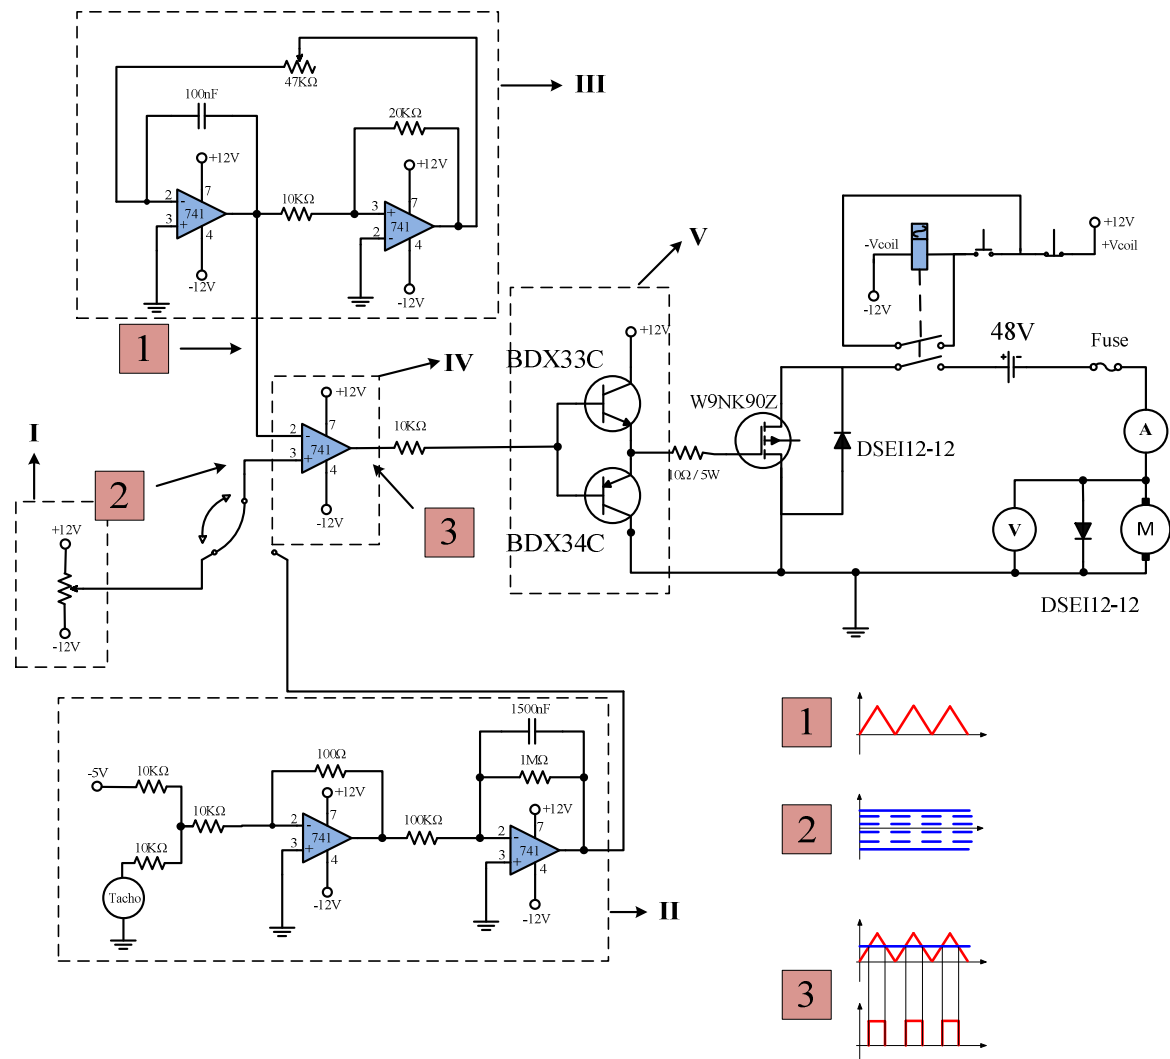 47KΩ
III
100nF
20KΩ
+12V
+12V
2
-
7
741
3
+
4
-12V
10KΩ
3
+
7
741
2
-
4
-12V
V
-Vcoil
+12V
+Vcoil
-12V
1
IV
+12V
BDX33C
48V
+
-
Fuse
+12V
W9NK90Z
2
-
7
741
3
+
4
-12V
10KΩ
A
DSEI12-12
10Ω / 5W
I
2
3
+12V
-12V
BDX34C
V
M
DSEI12-12
1500nF
1MΩ
-5V
10KΩ
100Ω
10KΩ
+12V
2
-
7
741
3
+
4
-12V
100KΩ
+12V
2
-
7
741
3
+
4
-12V
10KΩ
Tacho
II
1
2
3